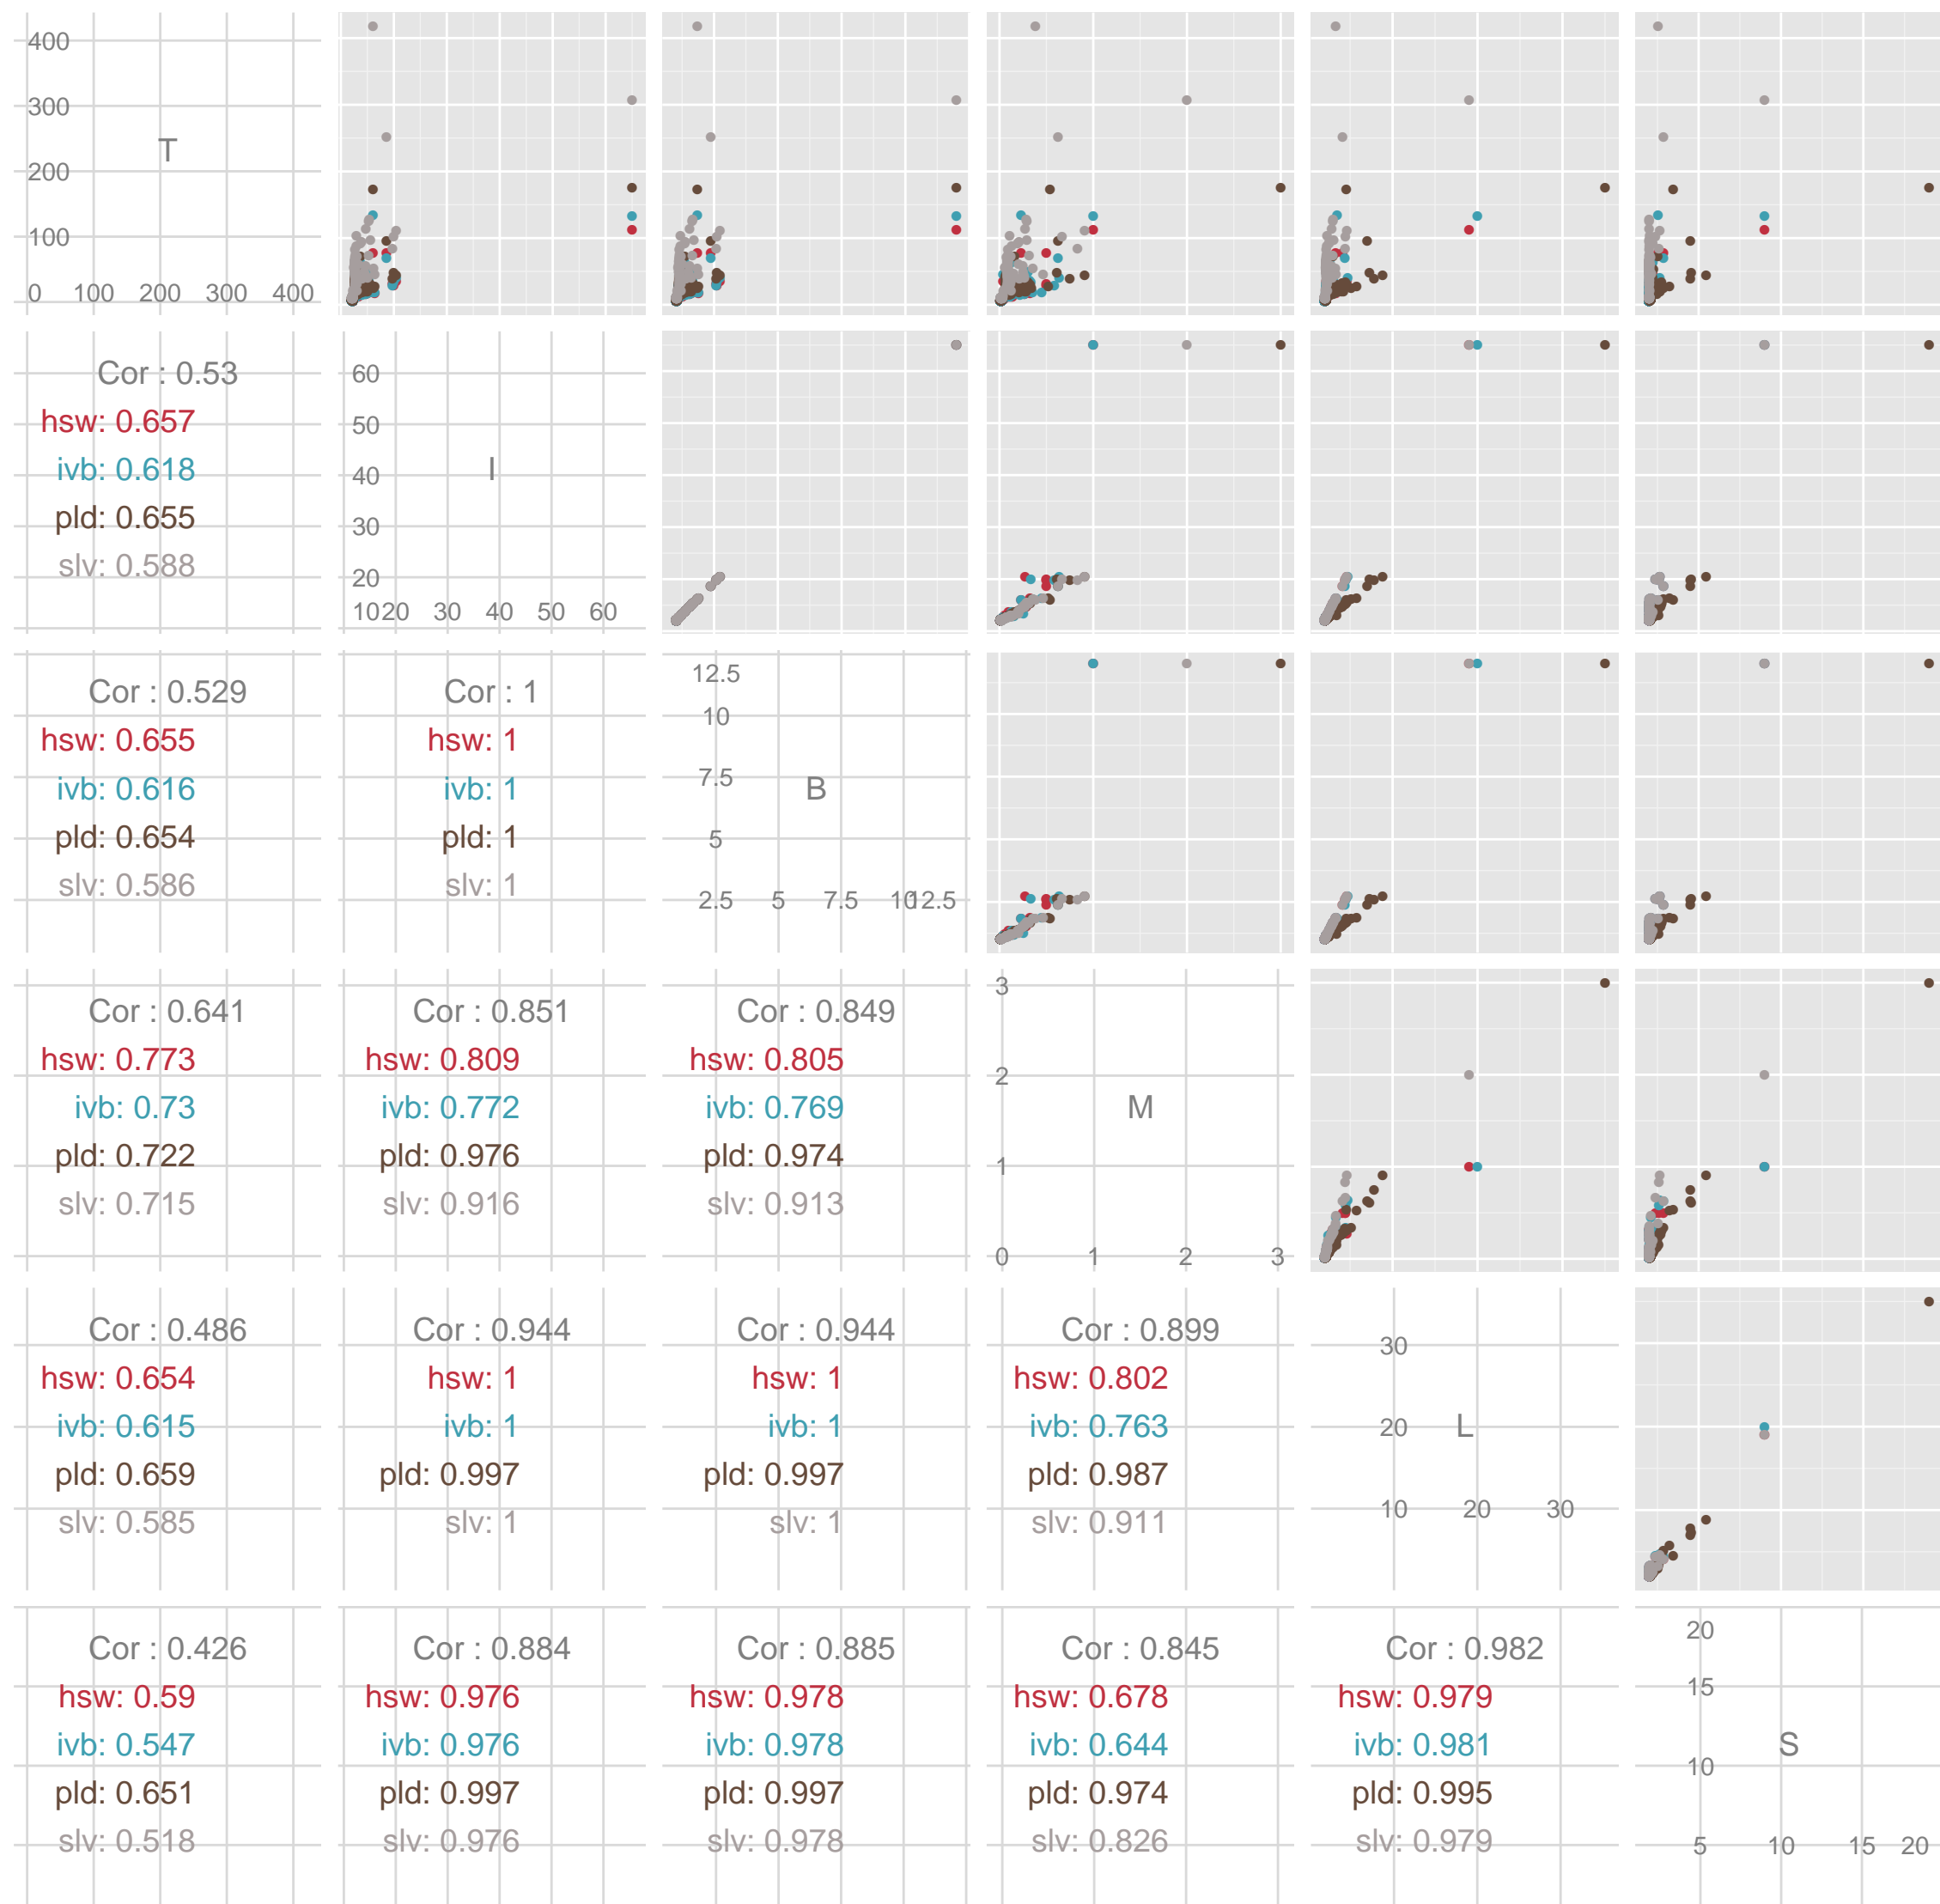 400
300
T
200
100
0 100 200 300 400
Cor : 0.53
hsw: 0.657
ivb: 0.618
pld: 0.655
slv: 0.588
60
50
I
40
30
20
10 20 30 40 50 60
Cor : 0.529
hsw: 0.655
ivb: 0.616
pld: 0.654
slv: 0.586
Cor : 1
hsw: 1
ivb: 1
pld: 1
slv: 1
12.5
10
7.5
B
5
2.5 5 7.5 10 12.5
Cor : 0.641
hsw: 0.773
ivb: 0.73
pld: 0.722
slv: 0.715
Cor : 0.851
hsw: 0.809
ivb: 0.772
pld: 0.976
slv: 0.916
Cor : 0.849
hsw: 0.805
ivb: 0.769
pld: 0.974
slv: 0.913
3
2
M
1
0 1 2 3
Cor : 0.486
hsw: 0.654
ivb: 0.615
pld: 0.659
slv: 0.585
Cor : 0.944
hsw: 1
ivb: 1
pld: 0.997
slv: 1
Cor : 0.944
hsw: 1
ivb: 1
pld: 0.997
slv: 1
Cor : 0.899
hsw: 0.802
ivb: 0.763
pld: 0.987
slv: 0.911
30
20 L
10 20 30
Cor : 0.426
hsw: 0.59
ivb: 0.547
pld: 0.651
slv: 0.518
Cor : 0.884
hsw: 0.976
ivb: 0.976
pld: 0.997
slv: 0.976
Cor : 0.885
hsw: 0.978
ivb: 0.978
pld: 0.997
slv: 0.978
Cor : 0.845
hsw: 0.678
ivb: 0.644
pld: 0.974
slv: 0.826
Cor : 0.982
hsw: 0.979
ivb: 0.981
pld: 0.995
slv: 0.979
20
15
S
10
5 10 15 20